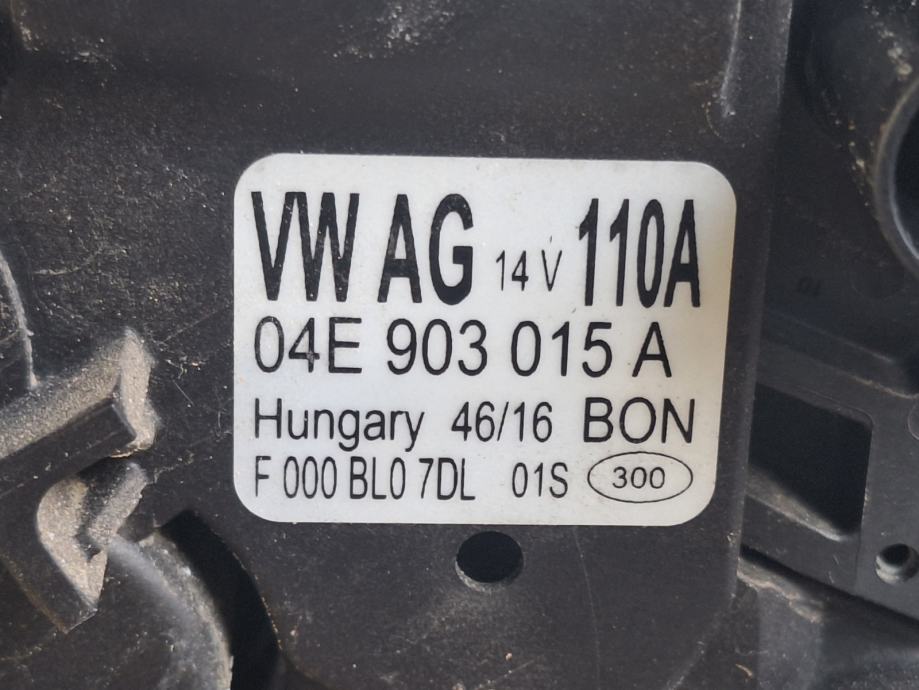 VW AG 14 V 110A
04E 903 015 A
Hungary 46/16 BON
F 000 BL0 7DL 01S 300